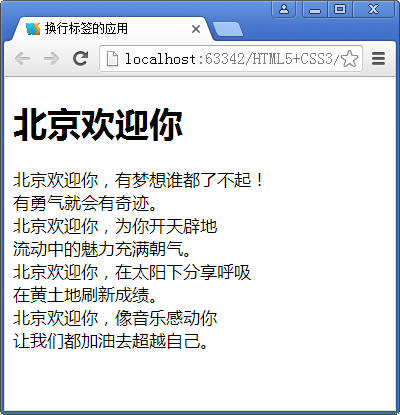 换行标签的应用
localhost:63342/HTML5+CSS3/
北京欢迎你
北京欢迎你，有梦想谁都了不起！
有勇气就会有奇迹。
北京欢迎你，为你开天辟地
流动中的魅力充满朝气。
北京欢迎你，在太阳下分享呼吸
在黄土地刷新成绩。
北京欢迎你，像音乐感动你
让我们都加油去超越自己。